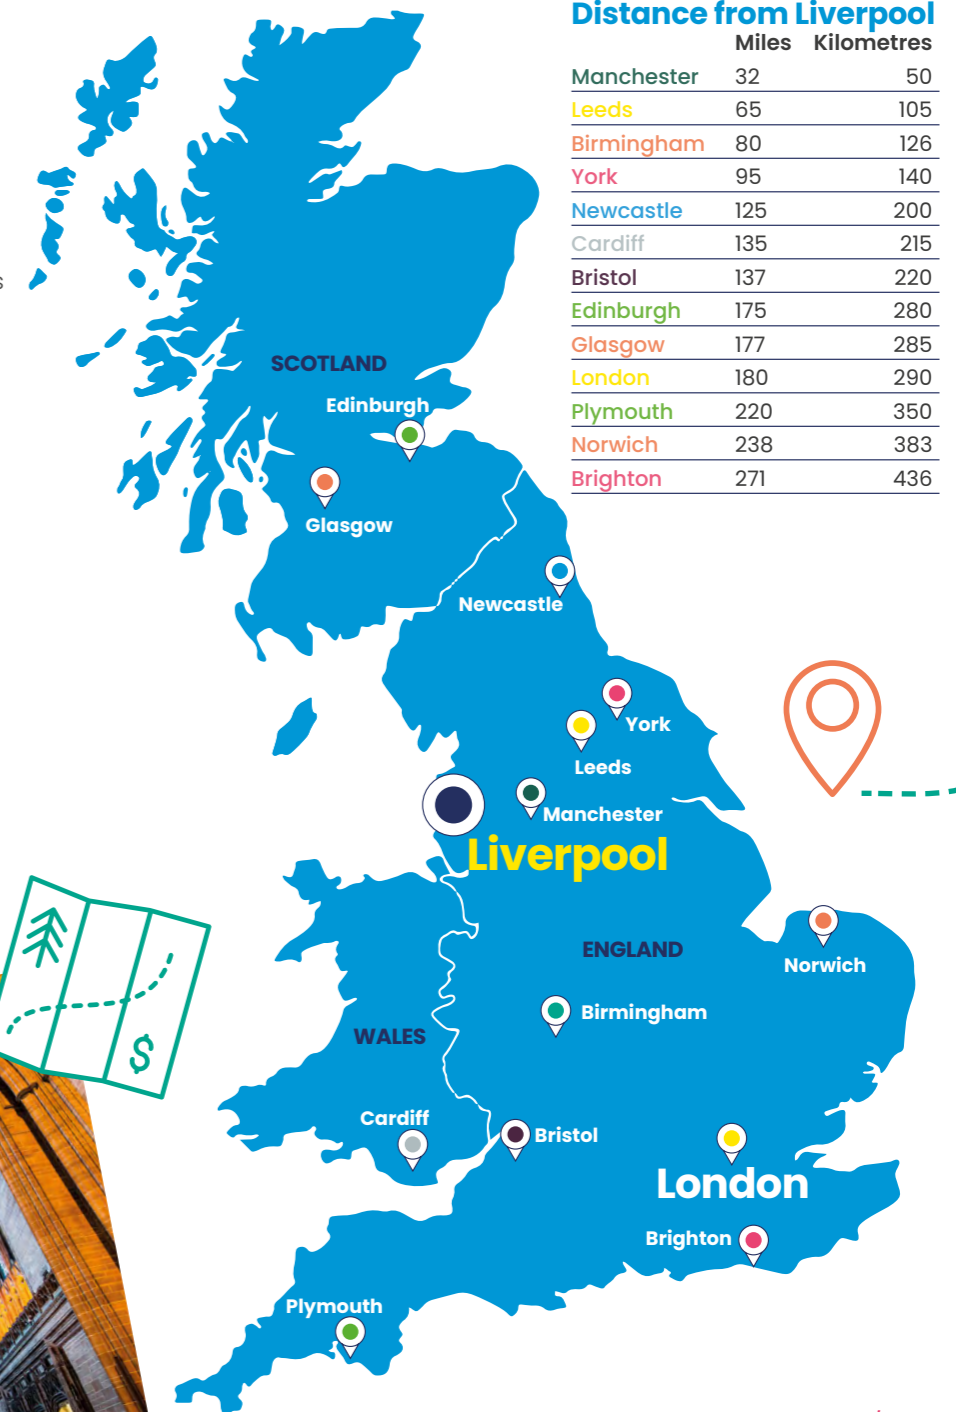 Distance from Liverpool
Miles Kilometres
Manchester 32 50
Leeds 65 105
Birmingham 80 126
York 95 140
Newcastle 125 200
Cardiff 135 215
Bristol 137 220
Edinburgh 175 280
Glasgow 177 285
London 180 290
Plymouth 220 350
Norwich 238 383
Brighton 271 436
s
SCOTLAND
Edinburgh
Glasgow
Newcastle
York
Leeds
Manchester
Liverpool
ENGLAND
Norwich
Birmingham
WALES
$
Cardiff
Bristol
London
Brighton
Plymouth